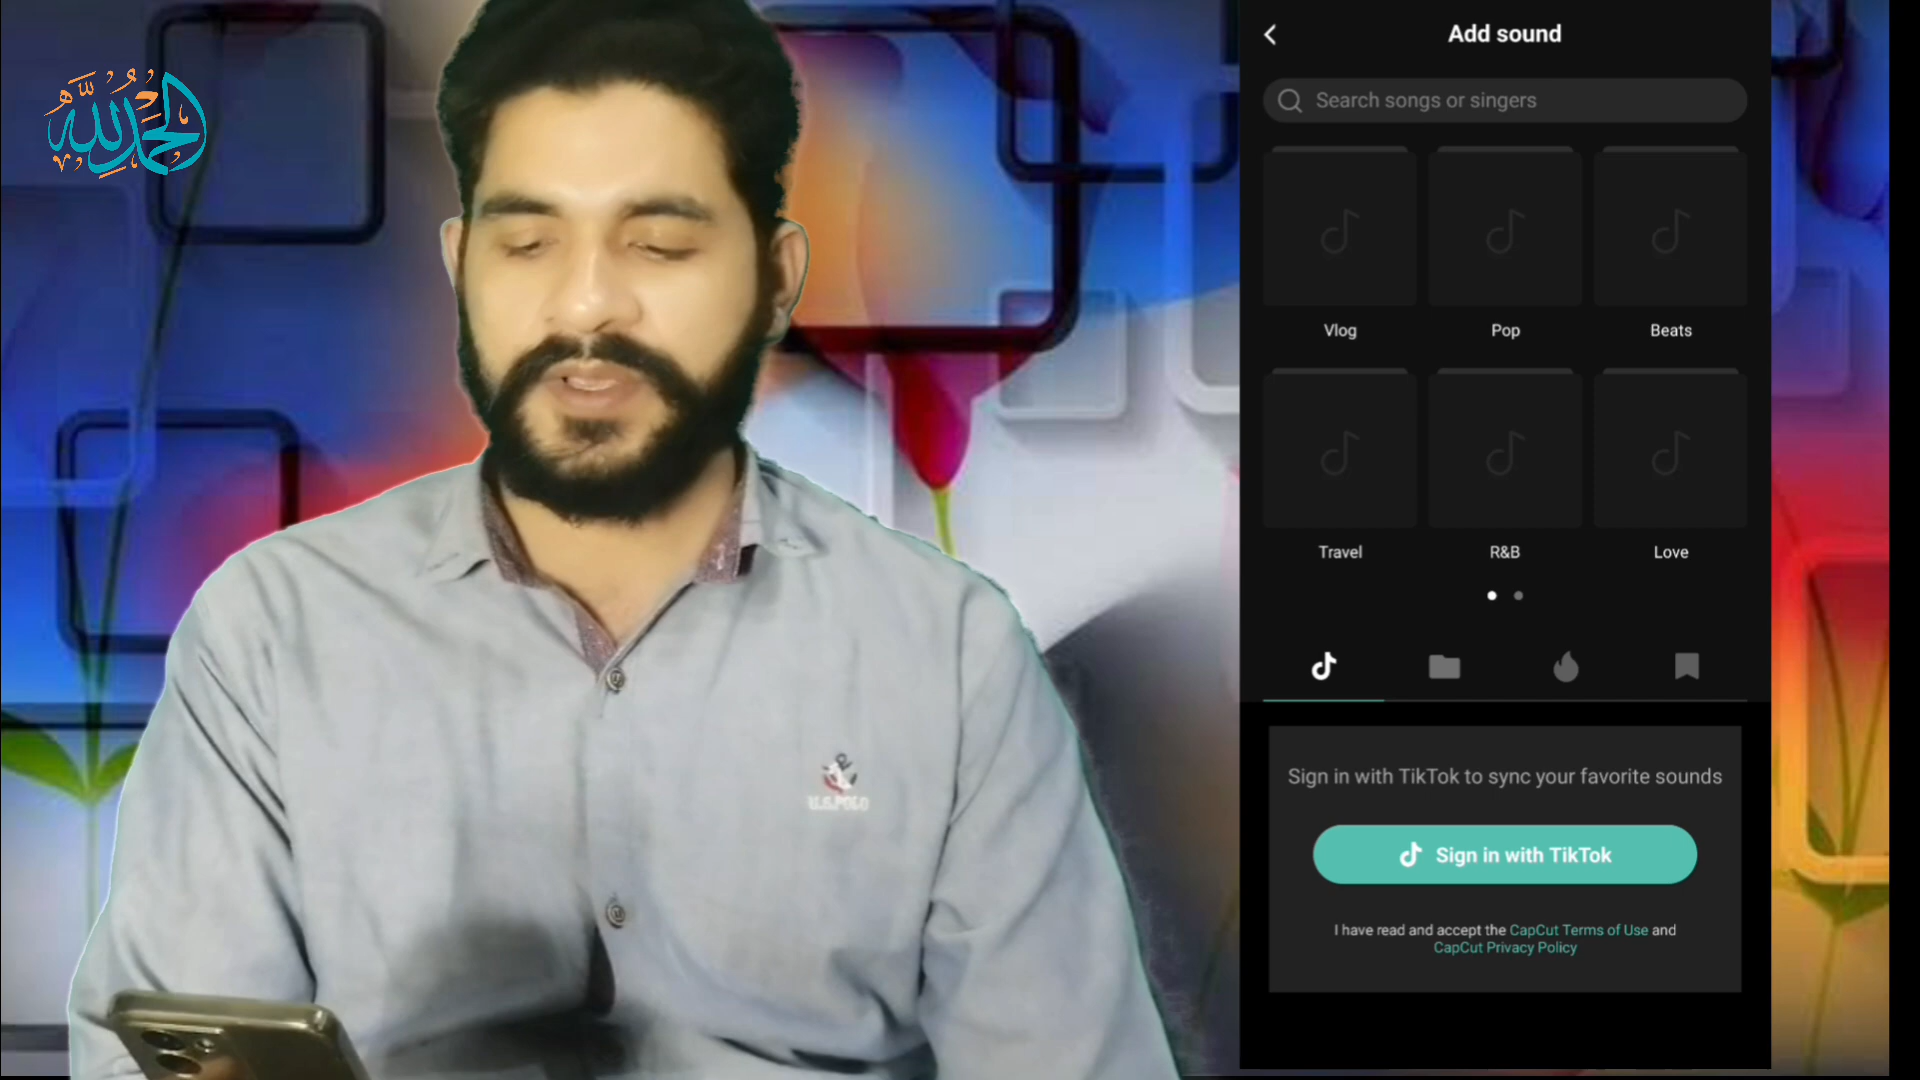 الحمد لله
Add sound
Search songs or singers
Vlog
Pop
Beats
Travel
R&B
Love
Sign in with TikTok to sync your favorite sounds
Sign in with TikTok
I have read and accept the CapCut Terms of Use and
CapCut Privacy Policy
U.S.POLO